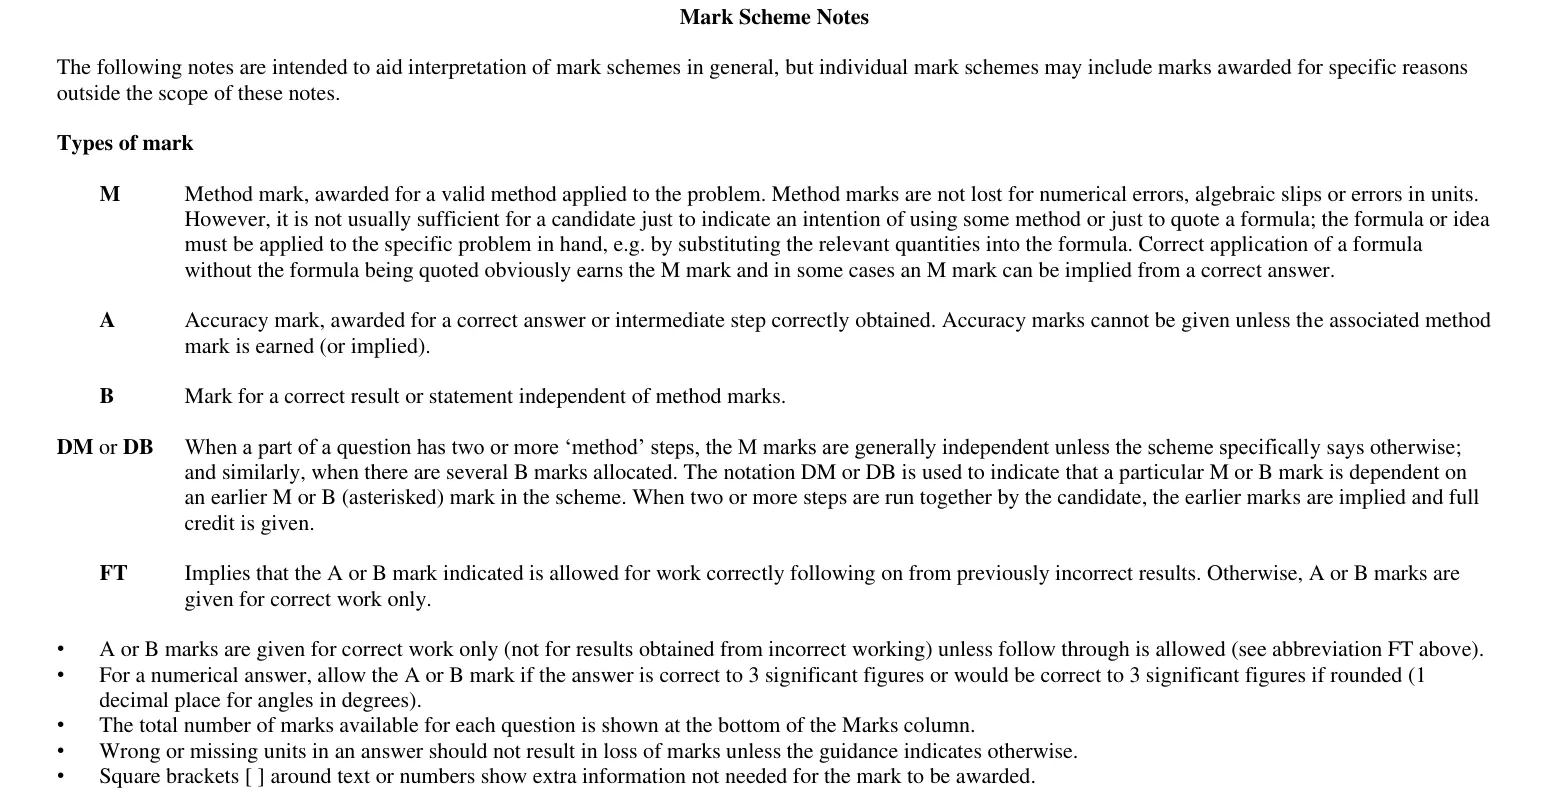 Mark Scheme Notes
The following notes are intended to aid interpretation of mark schemes in general, but individual mark schemes may include marks awarded for specific reasons
outside the scope of these notes.
Types of mark
M Method mark, awarded for a valid method applied to the problem. Method marks are not lost for numerical errors, algebraic slips or errors in units.
However, it is not usually sufficient for a candidate just to indicate an intention of using some method or just to quote a formula; the formula or idea
must be applied to the specific problem in hand, e.g. by substituting the relevant quantities into the formula. Correct application of a formula
without the formula being quoted obviously earns the M mark and in some cases an M mark can be implied from a correct answer.
A Accuracy mark, awarded for a correct answer or intermediate step correctly obtained. Accuracy marks cannot be given unless the associated method
mark is earned (or implied).
B Mark for a correct result or statement independent of method marks.
DM or DB When a part of a question has two or more ‘method’ steps, the M marks are generally independent unless the scheme specifically says otherwise;
and similarly, when there are several B marks allocated. The notation DM or DB is used to indicate that a particular M or B mark is dependent on
an earlier M or B (asterisked) mark in the scheme. When two or more steps are run together by the candidate, the earlier marks are implied and full
credit is given.
FT Implies that the A or B mark indicated is allowed for work correctly following on from previously incorrect results. Otherwise, A or B marks are
given for correct work only.
• A or B marks are given for correct work only (not for results obtained from incorrect working) unless follow through is allowed (see abbreviation FT above).
• For a numerical answer, allow the A or B mark if the answer is correct to 3 significant figures or would be correct to 3 significant figures if rounded (1
decimal place for angles in degrees).
• The total number of marks available for each question is shown at the bottom of the Marks column.
• Wrong or missing units in an answer should not result in loss of marks unless the guidance indicates otherwise.
• Square brackets [ ] around text or numbers show extra information not needed for the mark to be awarded.